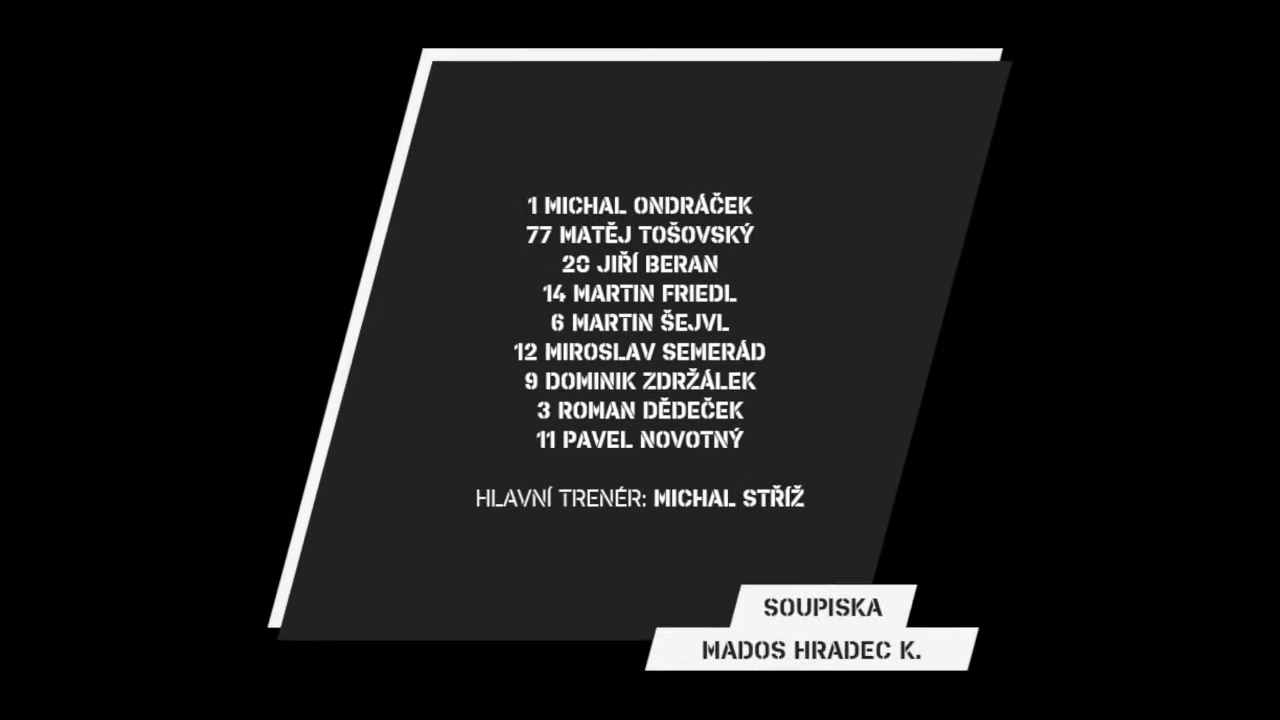 1 MICHAL ONDRÁČEK
77 MATĚJ TOŠOVSKÝ
20 JIŘÍ BERAN
14 MARTIN FRIEDL
6 MARTIN ŠEJVL
12 MIROSLAV SEMERÁD
9 DOMINIK ZDRŽÁLEK
3 ROMAN DĚDEČEK
11 PAVEL NOVOTNÝ
HLAVNÍ TRENÉR: MICHAL STŘÍŽ
SOUPISKA
MADOS HRADEC K.